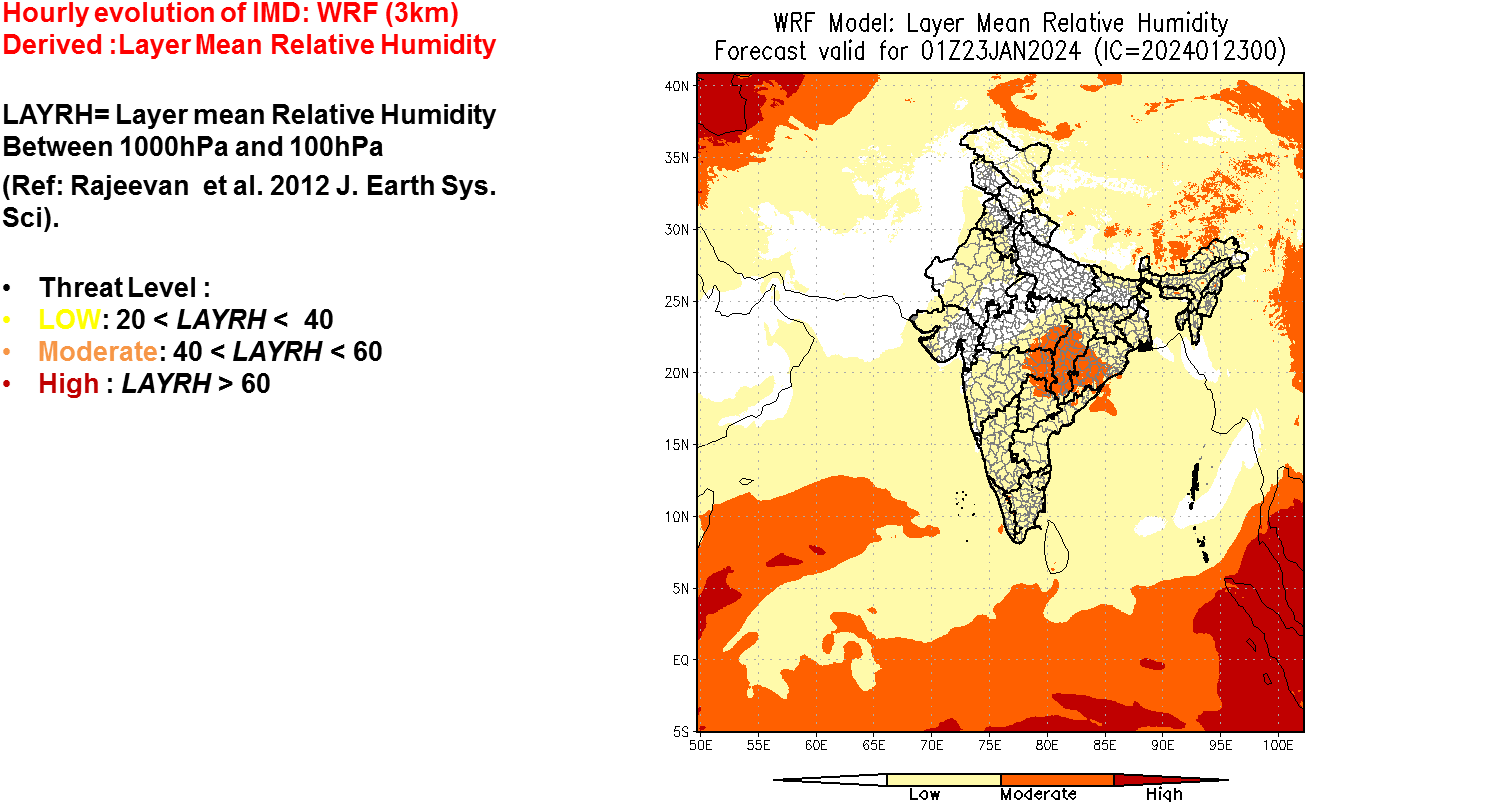 Hourly evolution of IMD: WRF (3km)
Derived :Layer Mean Relative Humidity
LAYRH= Layer mean Relative Humidity
Between 1000hPa and 100hPa
(Ref: Rajeevan et al. 2012 J. Earth Sys.
Sci).
• Threat Level :
• LOW: 20 < LAYRH < 40
• Moderate: 40 < LAYRH < 60
• High : LAYRH > 60
WRF Model: Layer Mean Relative Humidity
Forecast valid for 01Z23JAN2024 (IC=2024012300)
40N
35N
30N
25N
20N
15N
10N
5N
EQ
5S
50E 55E 60E 65E 70E 75E 80E 85E 90E 95E 100E
Low Moderate High